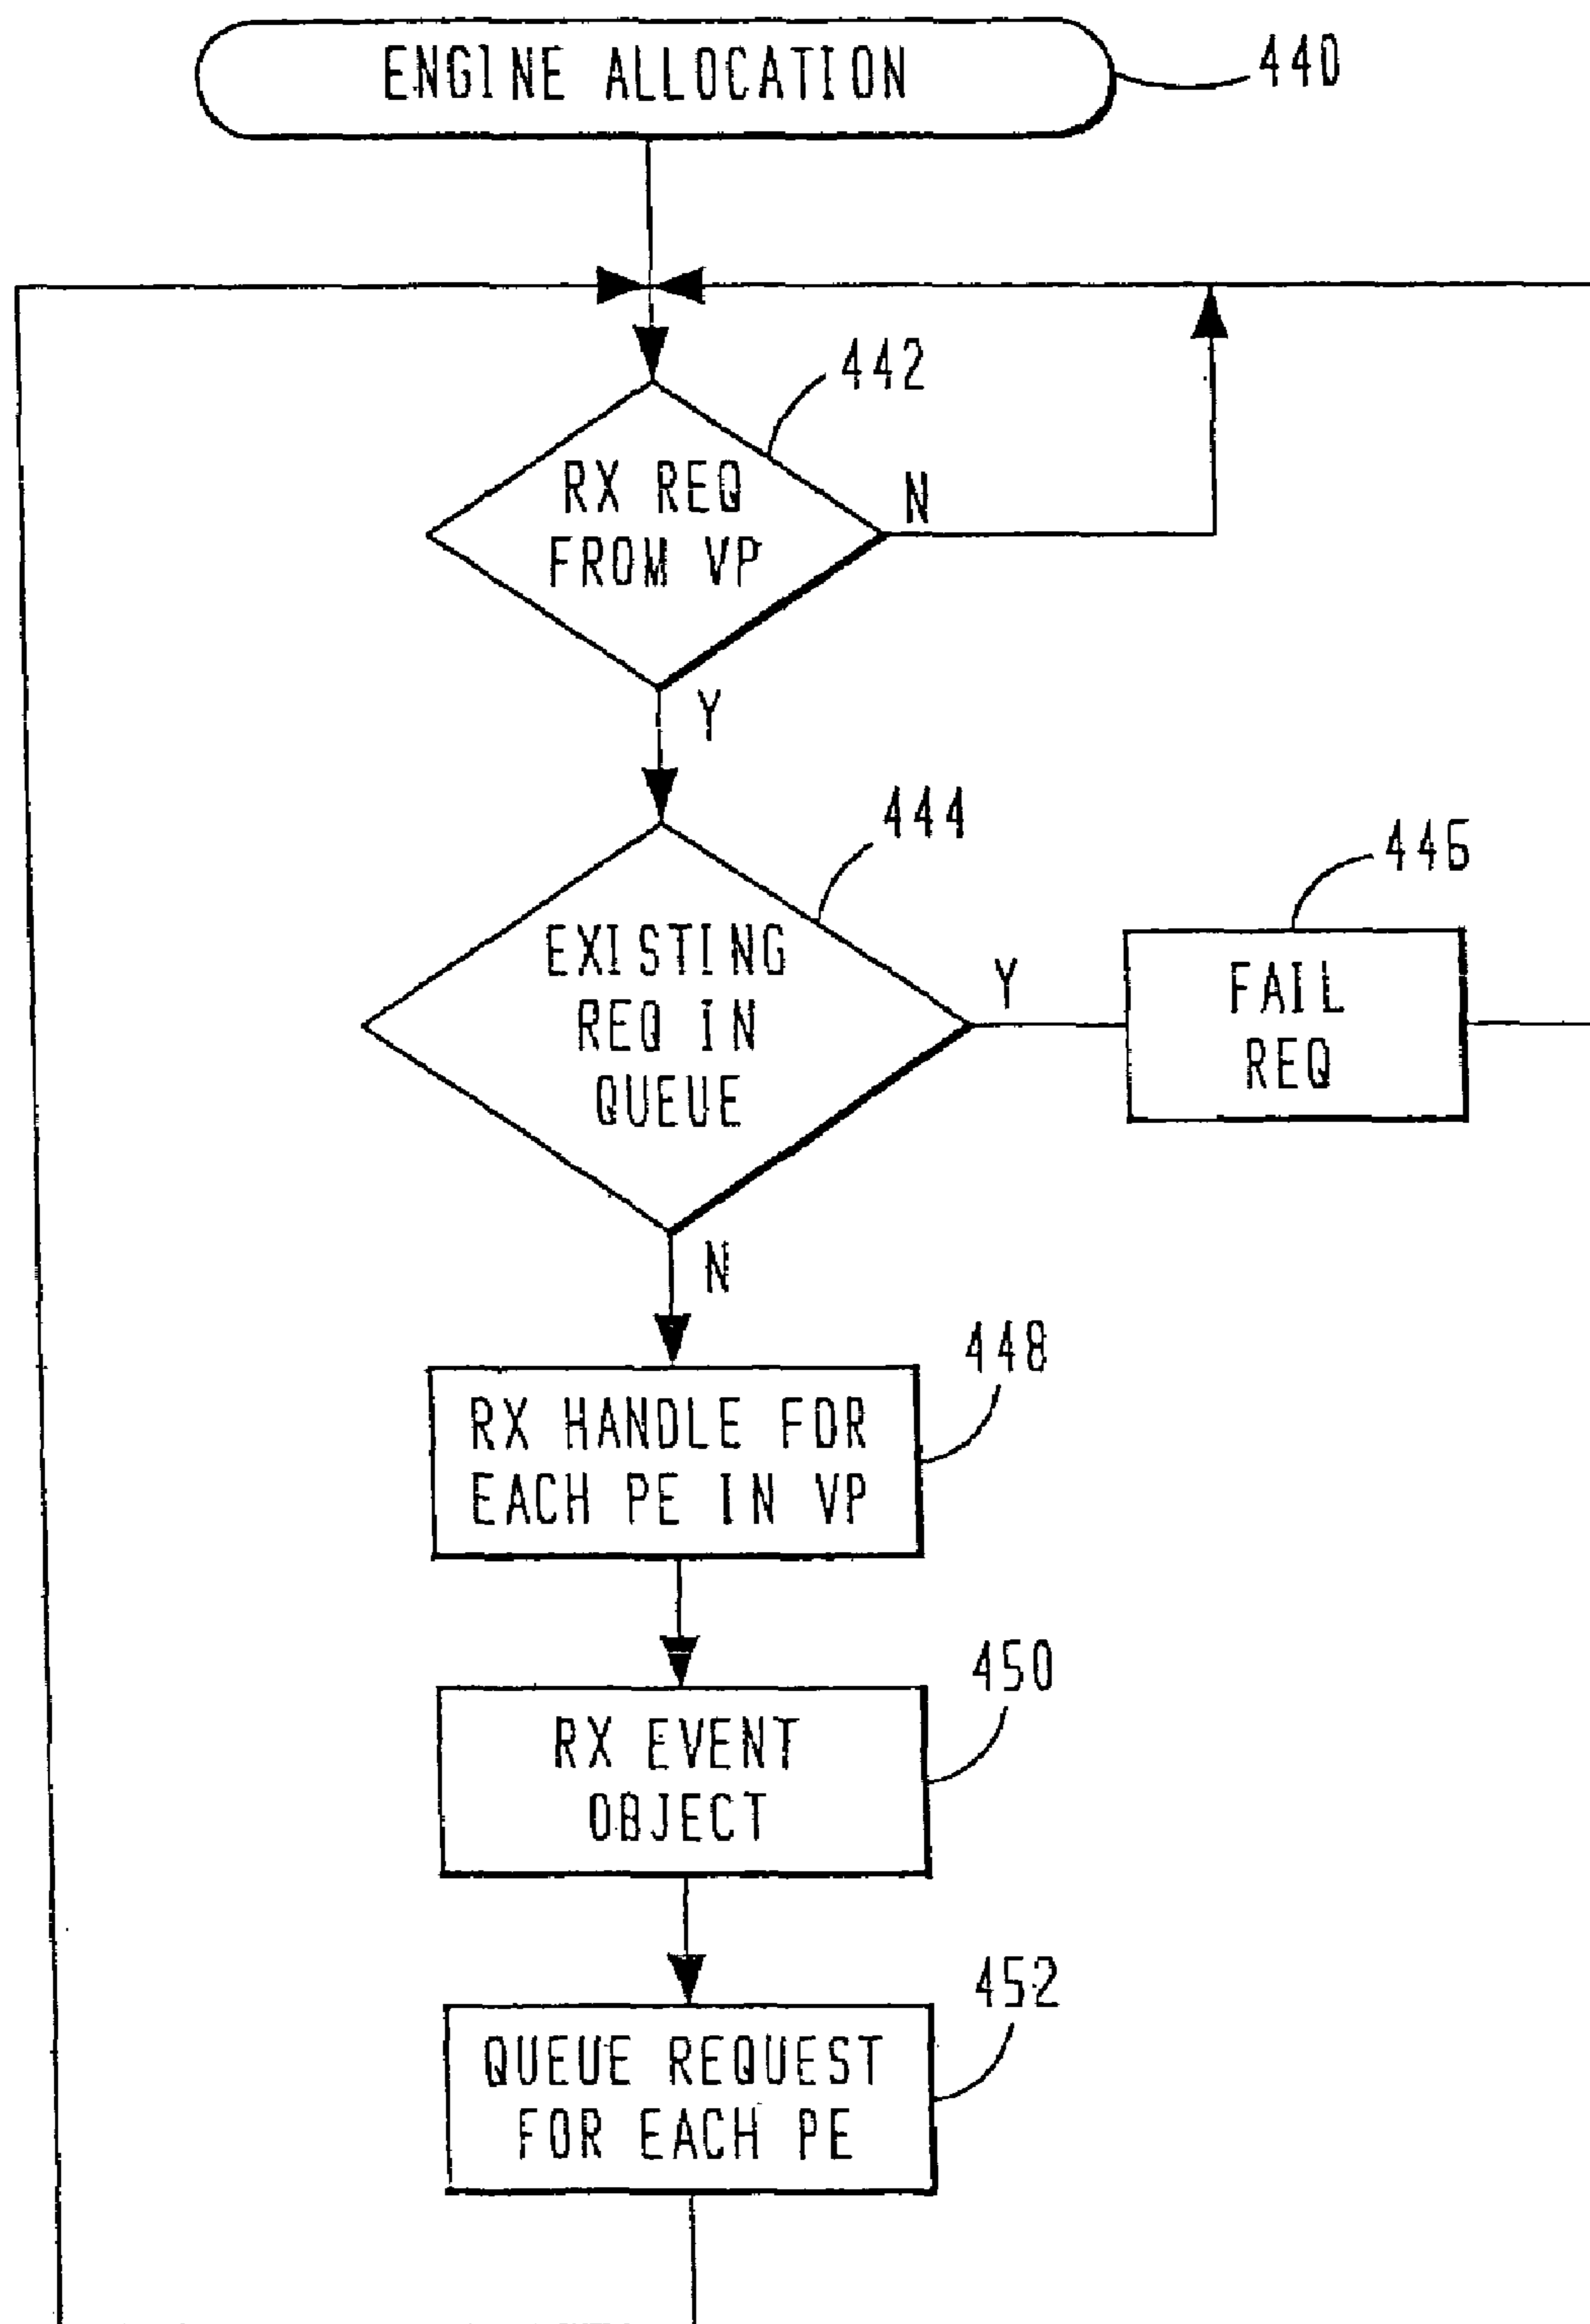 ENGINE ALLOCATION
440
442
RX REQ
FROM VP
N
Y
444
EXISTING
REQ IN
QUEUE
Y
446
FAIL
REQ
N
448
RX HANDLE FOR
EACH PE IN VP
450
RX EVENT
OBJECT
452
QUEUE REQUEST
FOR EACH PE